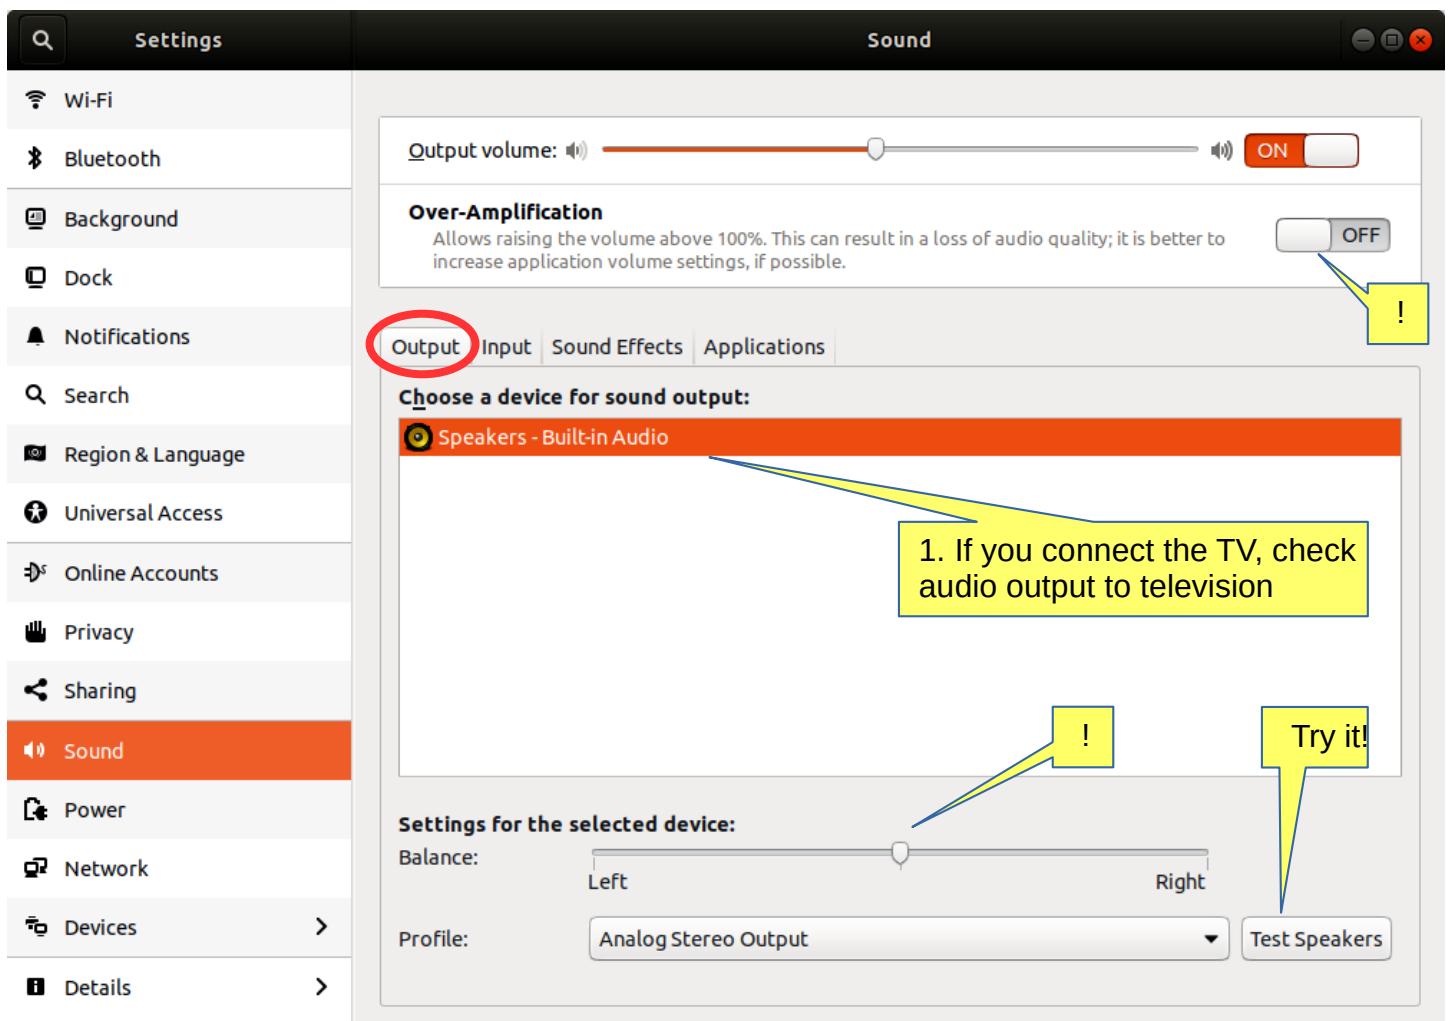 Settings
Sound
Wi-Fi
Bluetooth
Background
Dock
Notifications
Search
Region & Language
Universal Access
Online Accounts
Privacy
Sharing
Sound
Power
Network
Devices
Details
Output volume:
ON
Over-Amplification
Allows raising the volume above 100%. This can result in a loss of audio quality; it is better to
increase application volume settings, if possible.
OFF
!
Output Input Sound Effects Applications
Choose a device for sound output:
Speakers - Built-in Audio
1. If you connect the TV, check
audio output to television
!
Try it!
Settings for the selected device:
Balance:
Left Right
Profile: Analog Stereo Output Test Speakers